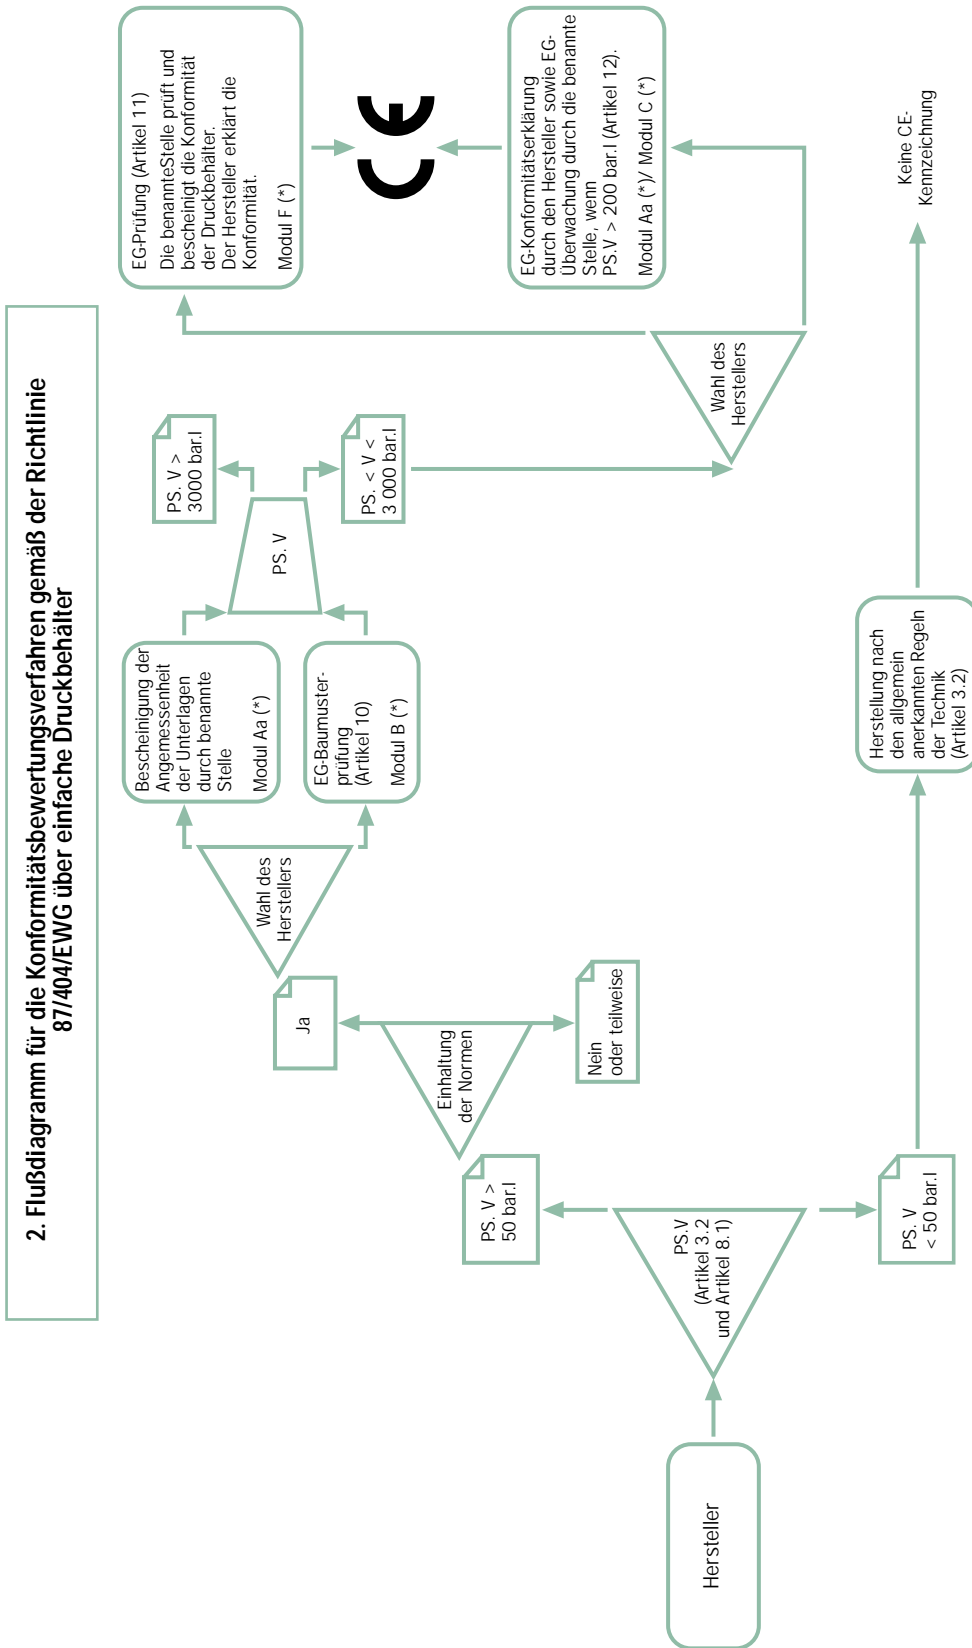 2. Flußdiagramm für die Konformitätsbewertungsverfahren gemäß der Richtlinie
87/404/EWG über einfache Druckbehälter
Hersteller
PS.V
(Artikel 3.2
und Artikel 8.1)
PS. V >
50 bar.l
PS. V
< 50 bar.l
Einhaltung
der Normen
Ja
Nein
oder teilweise
Wahl des
Herstellers
Bescheinigung der
Angemessenheit
der Unterlagen
durch benannte
Stelle
Modul Aa (*)
EG-Baumuster-
prüfung
(Artikel 10)
Modul B (*)
PS. V
PS. V >
3000 bar.l
PS. < V <
3 000 bar.l
Wahl des
Herstellers
EG-Prüfung (Artikel 11)
Die benannteStelle prüft und
bescheinigt die Konformität
der Druckbehälter.
Der Hersteller erklärt die
Konformität.
Modul F (*)
CE
EG-Konformitätserklärung
durch den Hersteller sowie EG-
Überwachung durch die benannte
Stelle, wenn
PS.V > 200 bar.l (Artikel 12).
Modul Aa (*)/ Modul C (*)
Herstellung nach
den allgemein
anerkannten Regeln
der Technik
(Artikel 3.2)
Keine CE-
Kennzeichnung